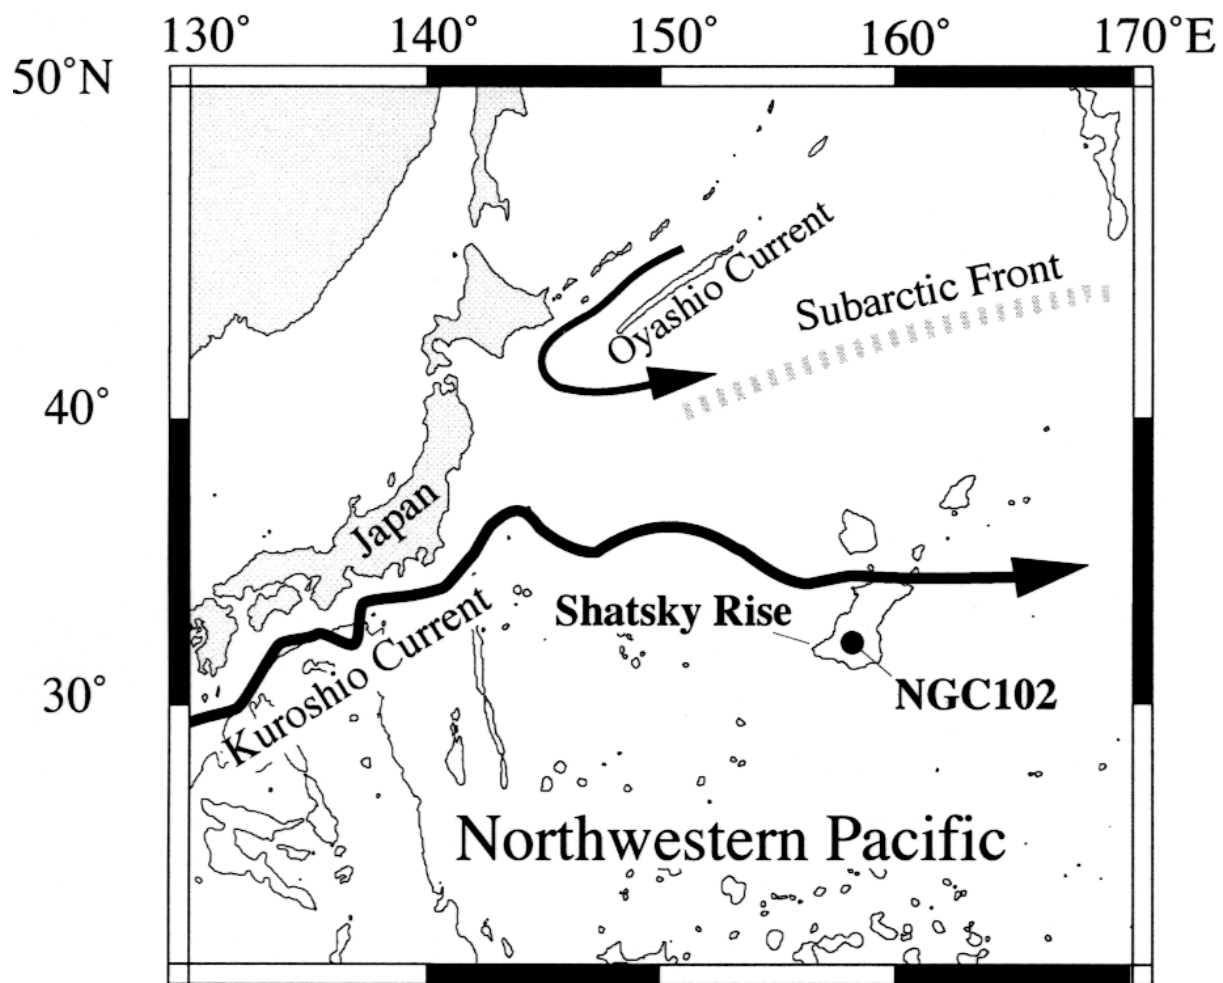 130° 140° 150° 160° 170°E
50°N
Oyashio Current
Subarctic Front
40°
Japan
Shatsky Rise
Kuroshio Current
30°
NGC102
Northwestern Pacific